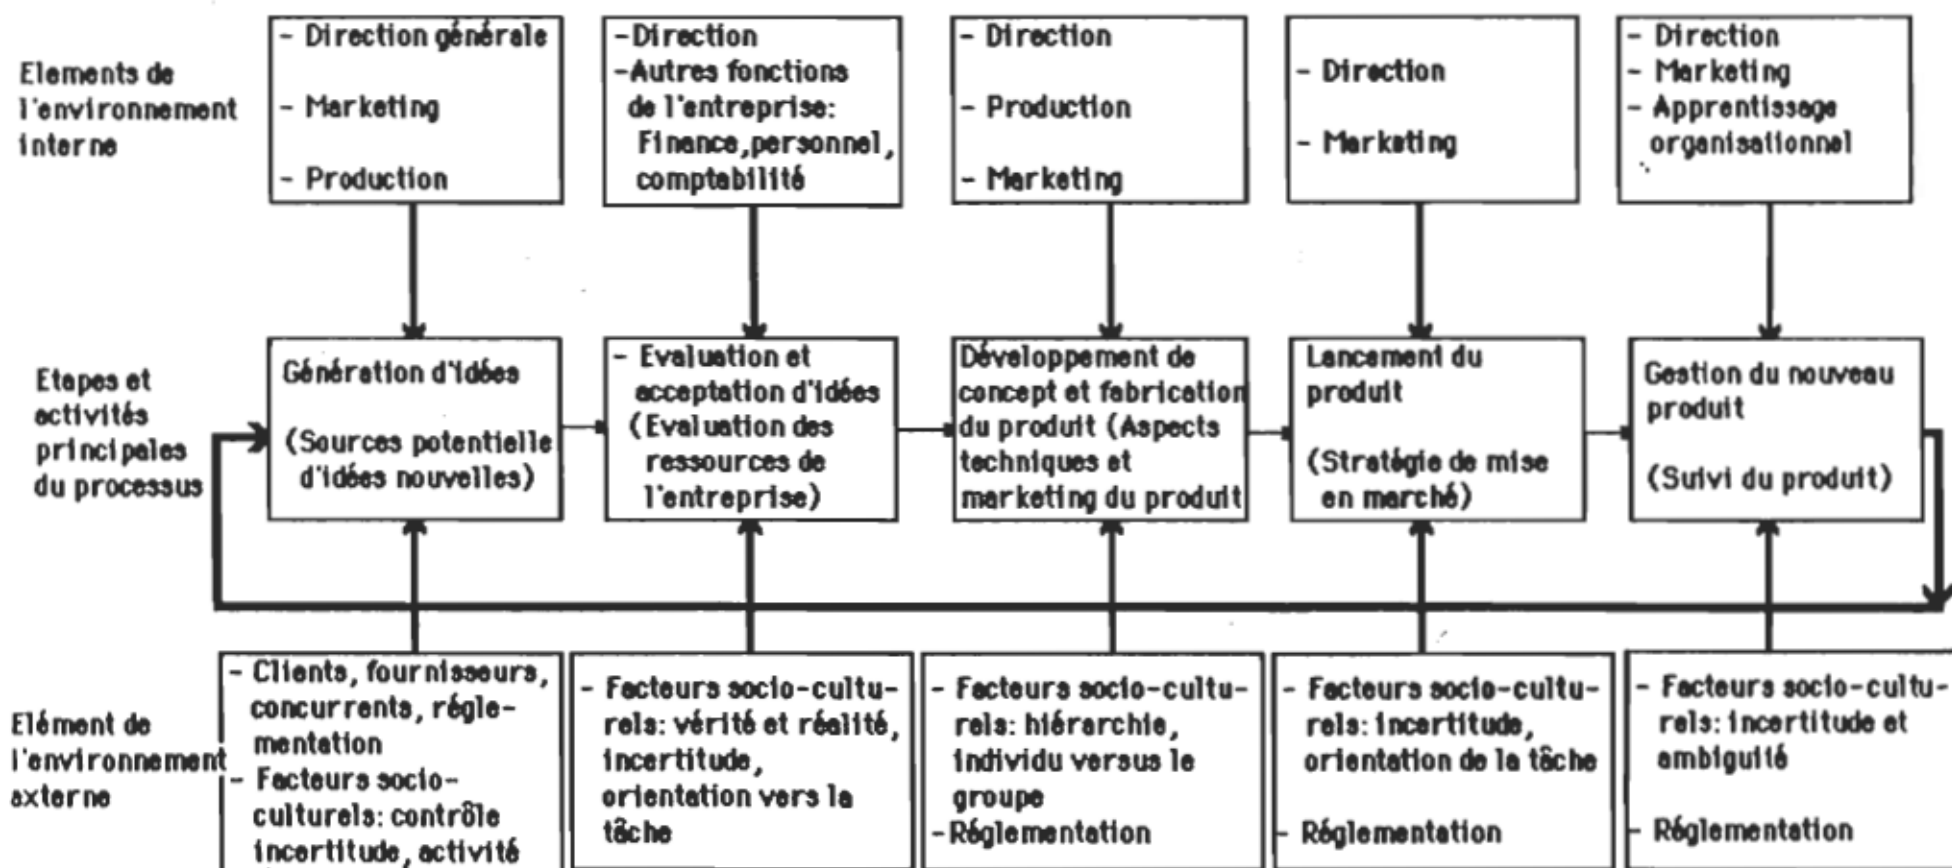 Elements de
l'environnement
interne
- Direction générale
- Marketing
- Production
-Direction
-Autres fonctions
de l'entreprise:
Finance,personnel,
comptabilité
- Direction
- Production
- Marketing
- Direction
- Marketing
- Direction
- Marketing
- Apprentissage
organisationnel
Etapes et
activités
principales
du processus
Génération d'idées
(Sources potentielle
d'idées nouvelles)
- Evaluation et
acceptation d'idées
(Evaluation des
ressources de
l'entreprise)
Développement de
concept et fabrication
du produit (Aspects
techniques et
marketing du produit
Lancement du
produit
(Stratégie de mise
en marché)
Gestion du nouveau
produit
(Suivi du produit)
Elément de
l'environnement
externe
- Clients, fournisseurs,
concurrents, régle-
mentation
- Facteurs socio-
culturels: contrôle
incertitude, activité
- Facteurs socio-cultu-
rels: vérité et réalité,
incertitude,
orientation vers la
tâche
- Facteurs socio-cultu-
rels: hiérarchie,
individu versus le
groupe
-Réglementation
- Facteurs socio-cultu-
rels: incertitude,
orientation de la tâche
- Réglementation
- Facteurs socio-cultu-
rels: incertitude et
ambiguité
- Réglementation